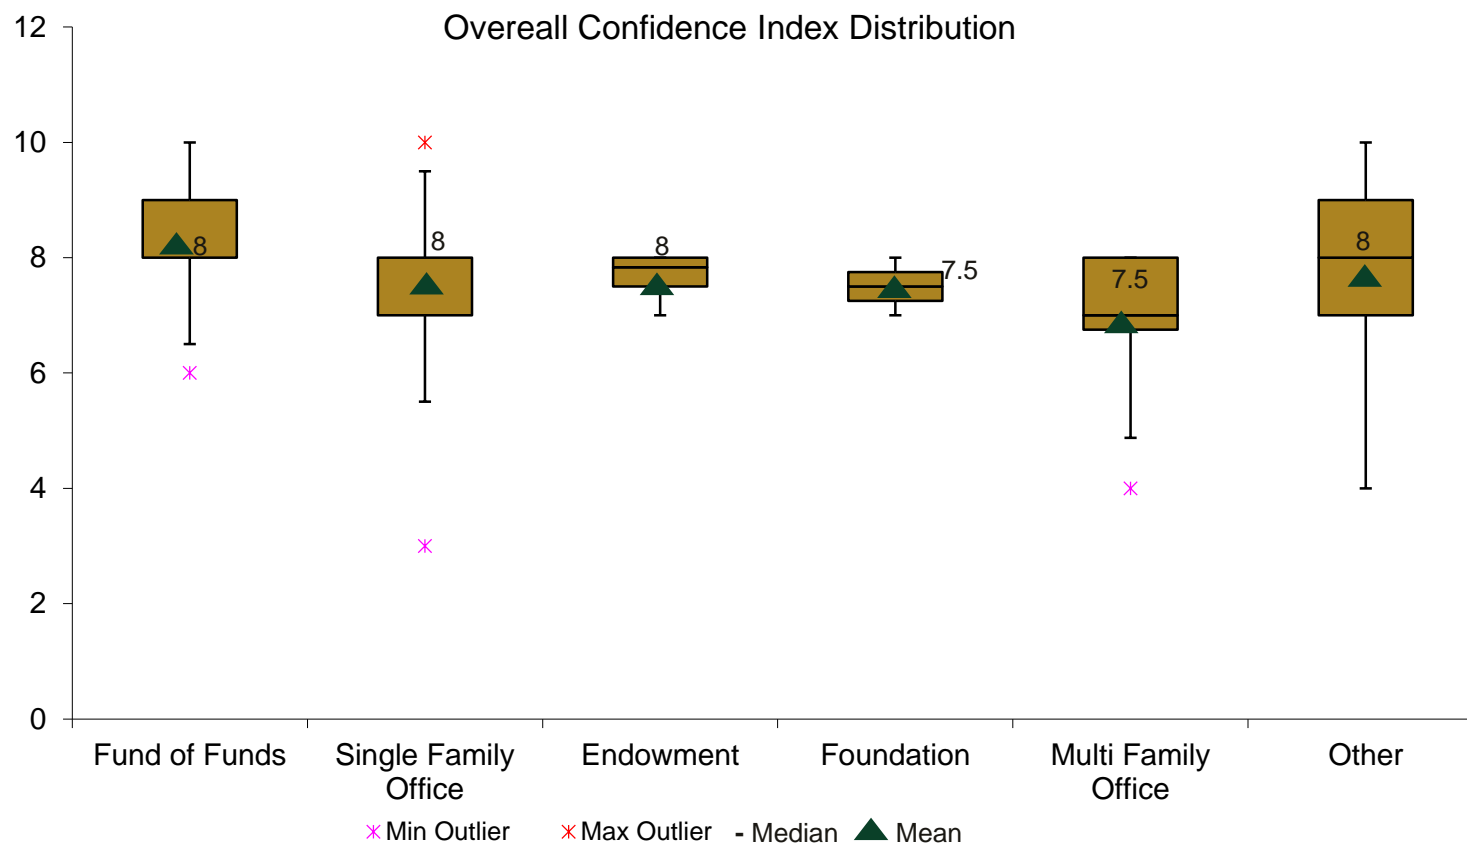 Overeall Confidence Index Distribution
12
10
8
6
4
2
0
8
8
8
7.5
7.5
8
Fund of Funds
Single Family
Office
Endowment
Foundation
Multi Family
Office
Other
Min Outlier
Max Outlier
- Median
Mean